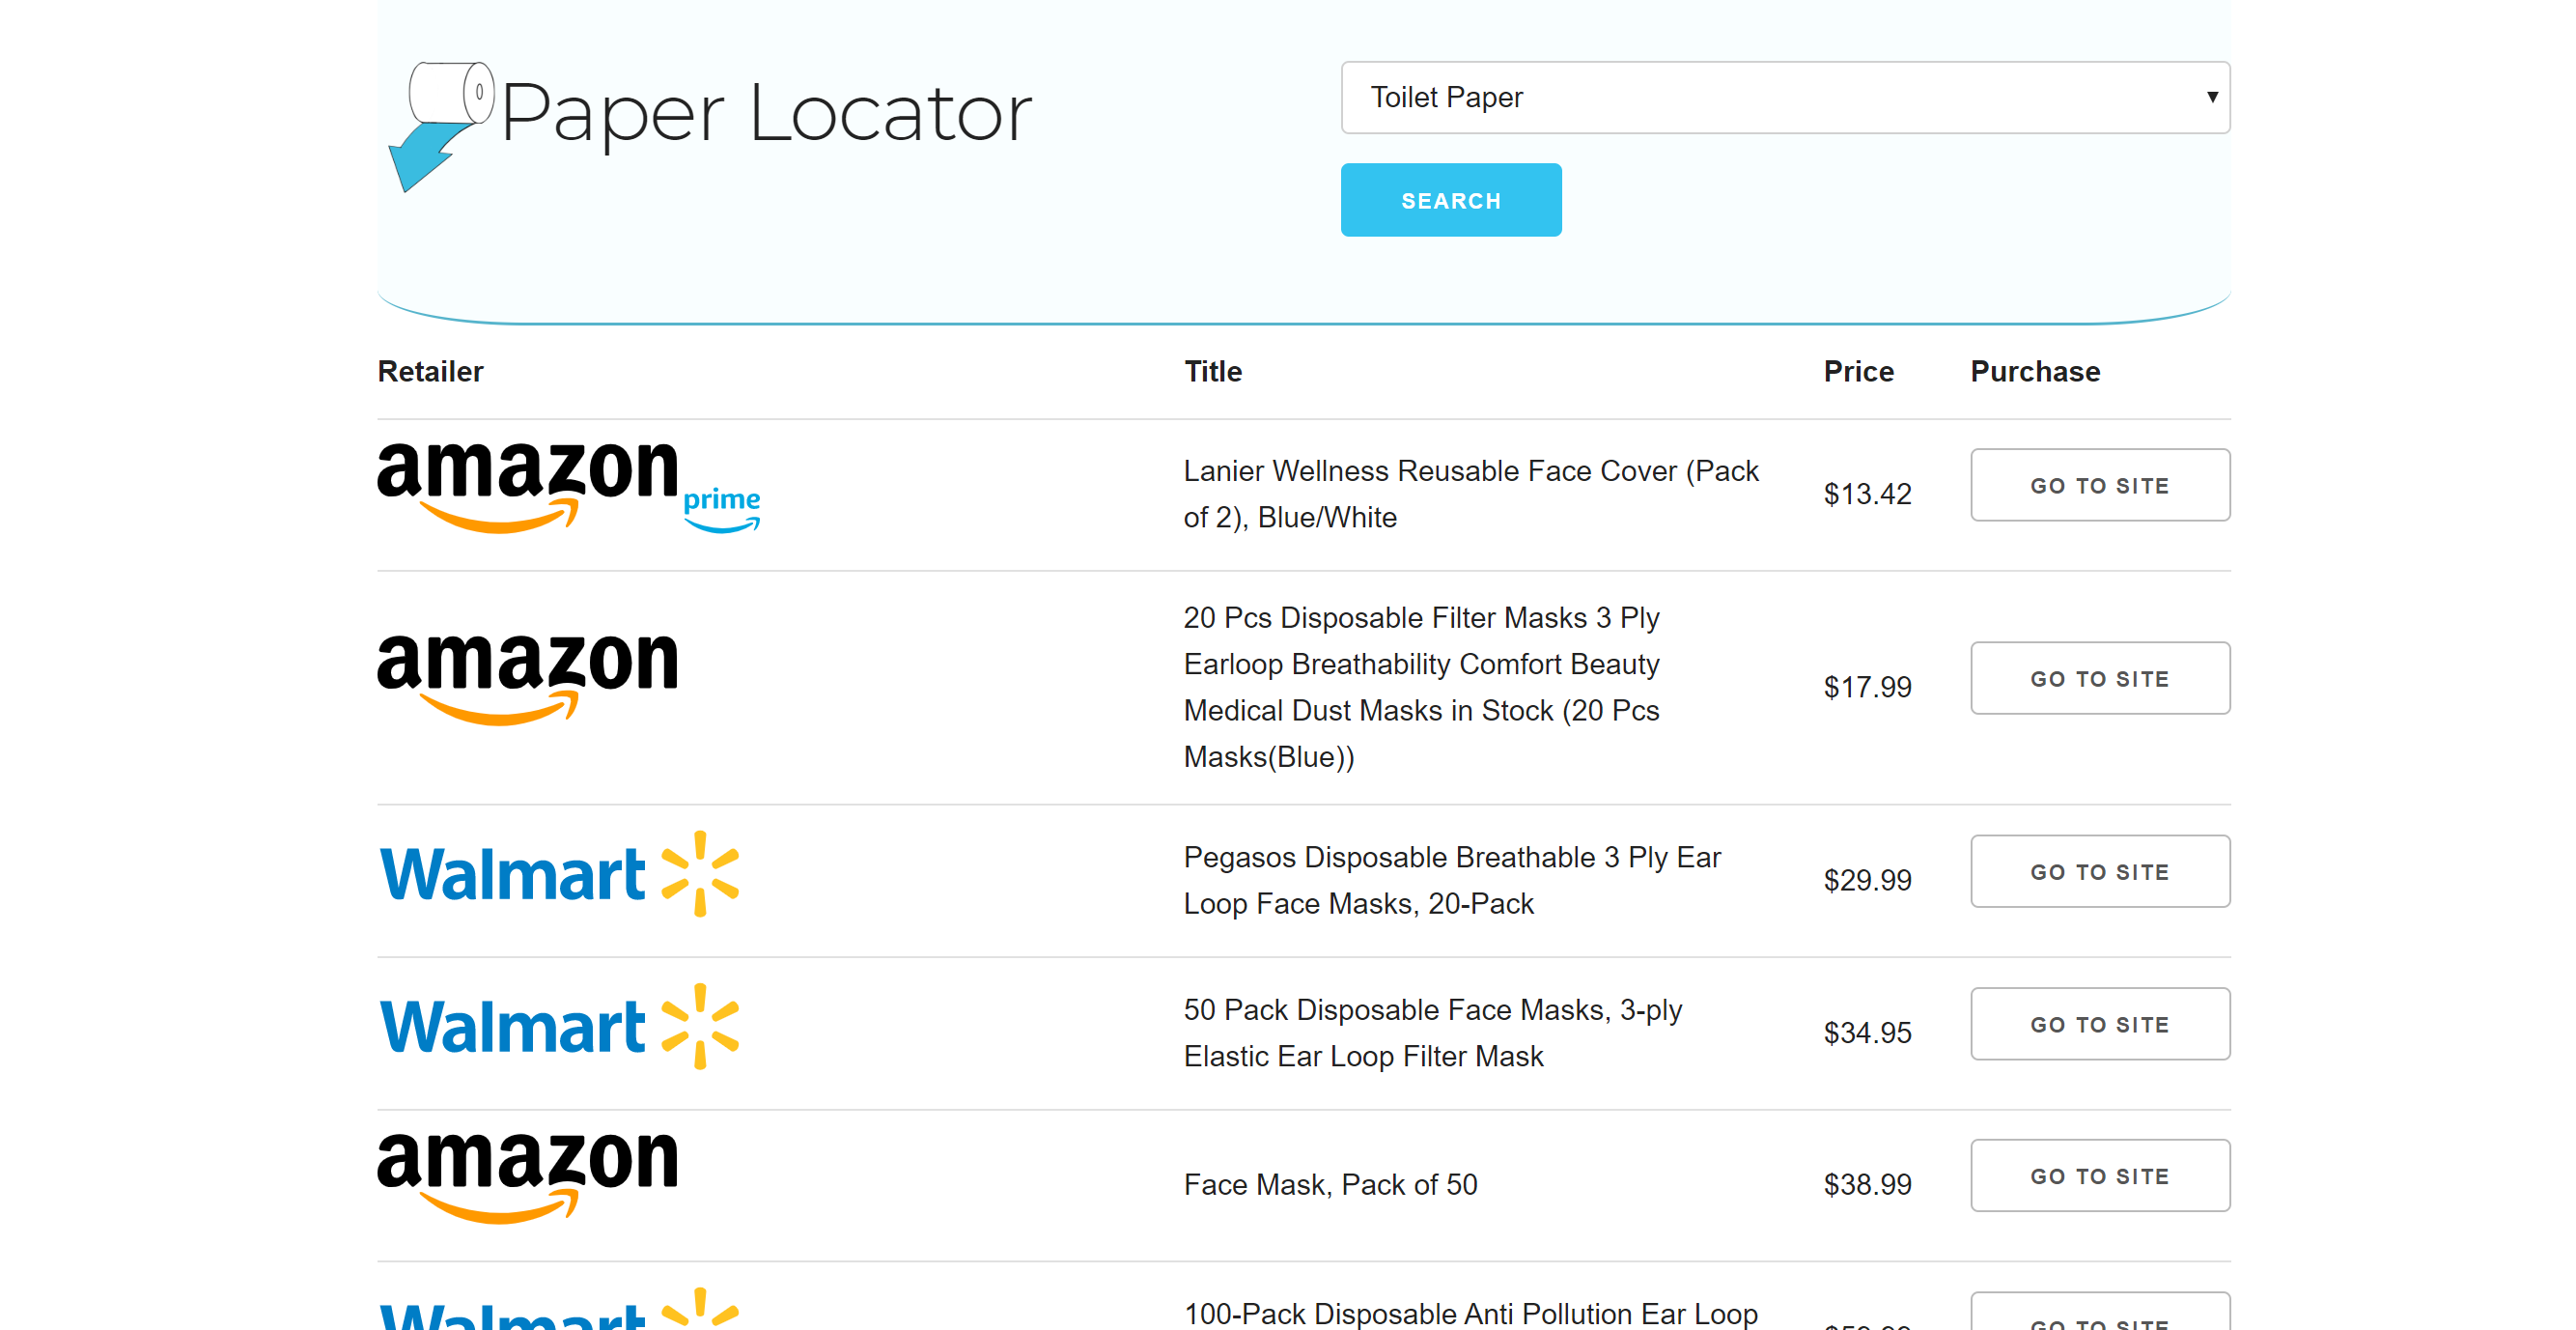 Paper Locator
Toilet Paper
SEARCH
Retailer Title Price Purchase
amazon prime
Lanier Wellness Reusable Face Cover (Pack
of 2), Blue/White
$13.42
GO TO SITE
amazon
20 Pcs Disposable Filter Masks 3 Ply
Earloop Breathability Comfort Beauty
Medical Dust Masks in Stock (20 Pcs
Masks(Blue))
$17.99
GO TO SITE
Walmart
Pegasos Disposable Breathable 3 Ply Ear
Loop Face Masks, 20-Pack
$29.99
GO TO SITE
Walmart
50 Pack Disposable Face Masks, 3-ply
Elastic Ear Loop Filter Mask
$34.95
GO TO SITE
amazon
Face Mask, Pack of 50
$38.99
GO TO SITE
Walmart
100-Pack Disposable Anti Pollution Ear Loop
GO TO SITE